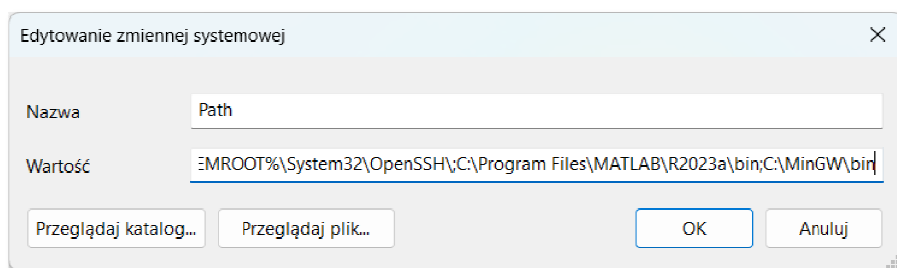 Edytowanie zmiennej systemowej
Nazwa
Path
Wartość
EMROOT%\System32\OpenSSH\;C:\Program Files\MATLAB\R2023a\bin;C:\MinGW\bin
Przeglądaj katalog... Przeglądaj plik... OK Anuluj